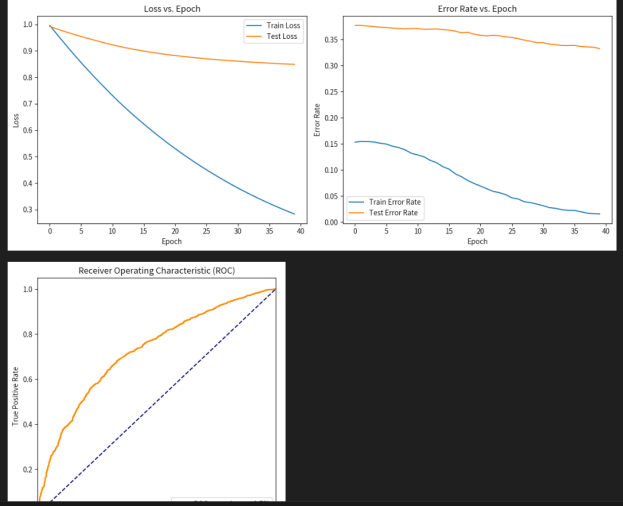 Loss vs. Epoch
1.0
0.9
0.8
0.7
0.6
0.5
0.4
0.3
Loss
Train Loss
Test Loss
0 5 10 15 20 25 30 35 40
Epoch
Error Rate vs. Epoch
0.35
0.30
0.25
0.20
0.15
0.10
0.05
0.00
Error Rate
Train Error Rate
Test Error Rate
0 5 10 15 20 25 30 35 40
Epoch
Receiver Operating Characteristic (ROC)
1.0
0.8
0.6
0.4
0.2
True Positive Rate